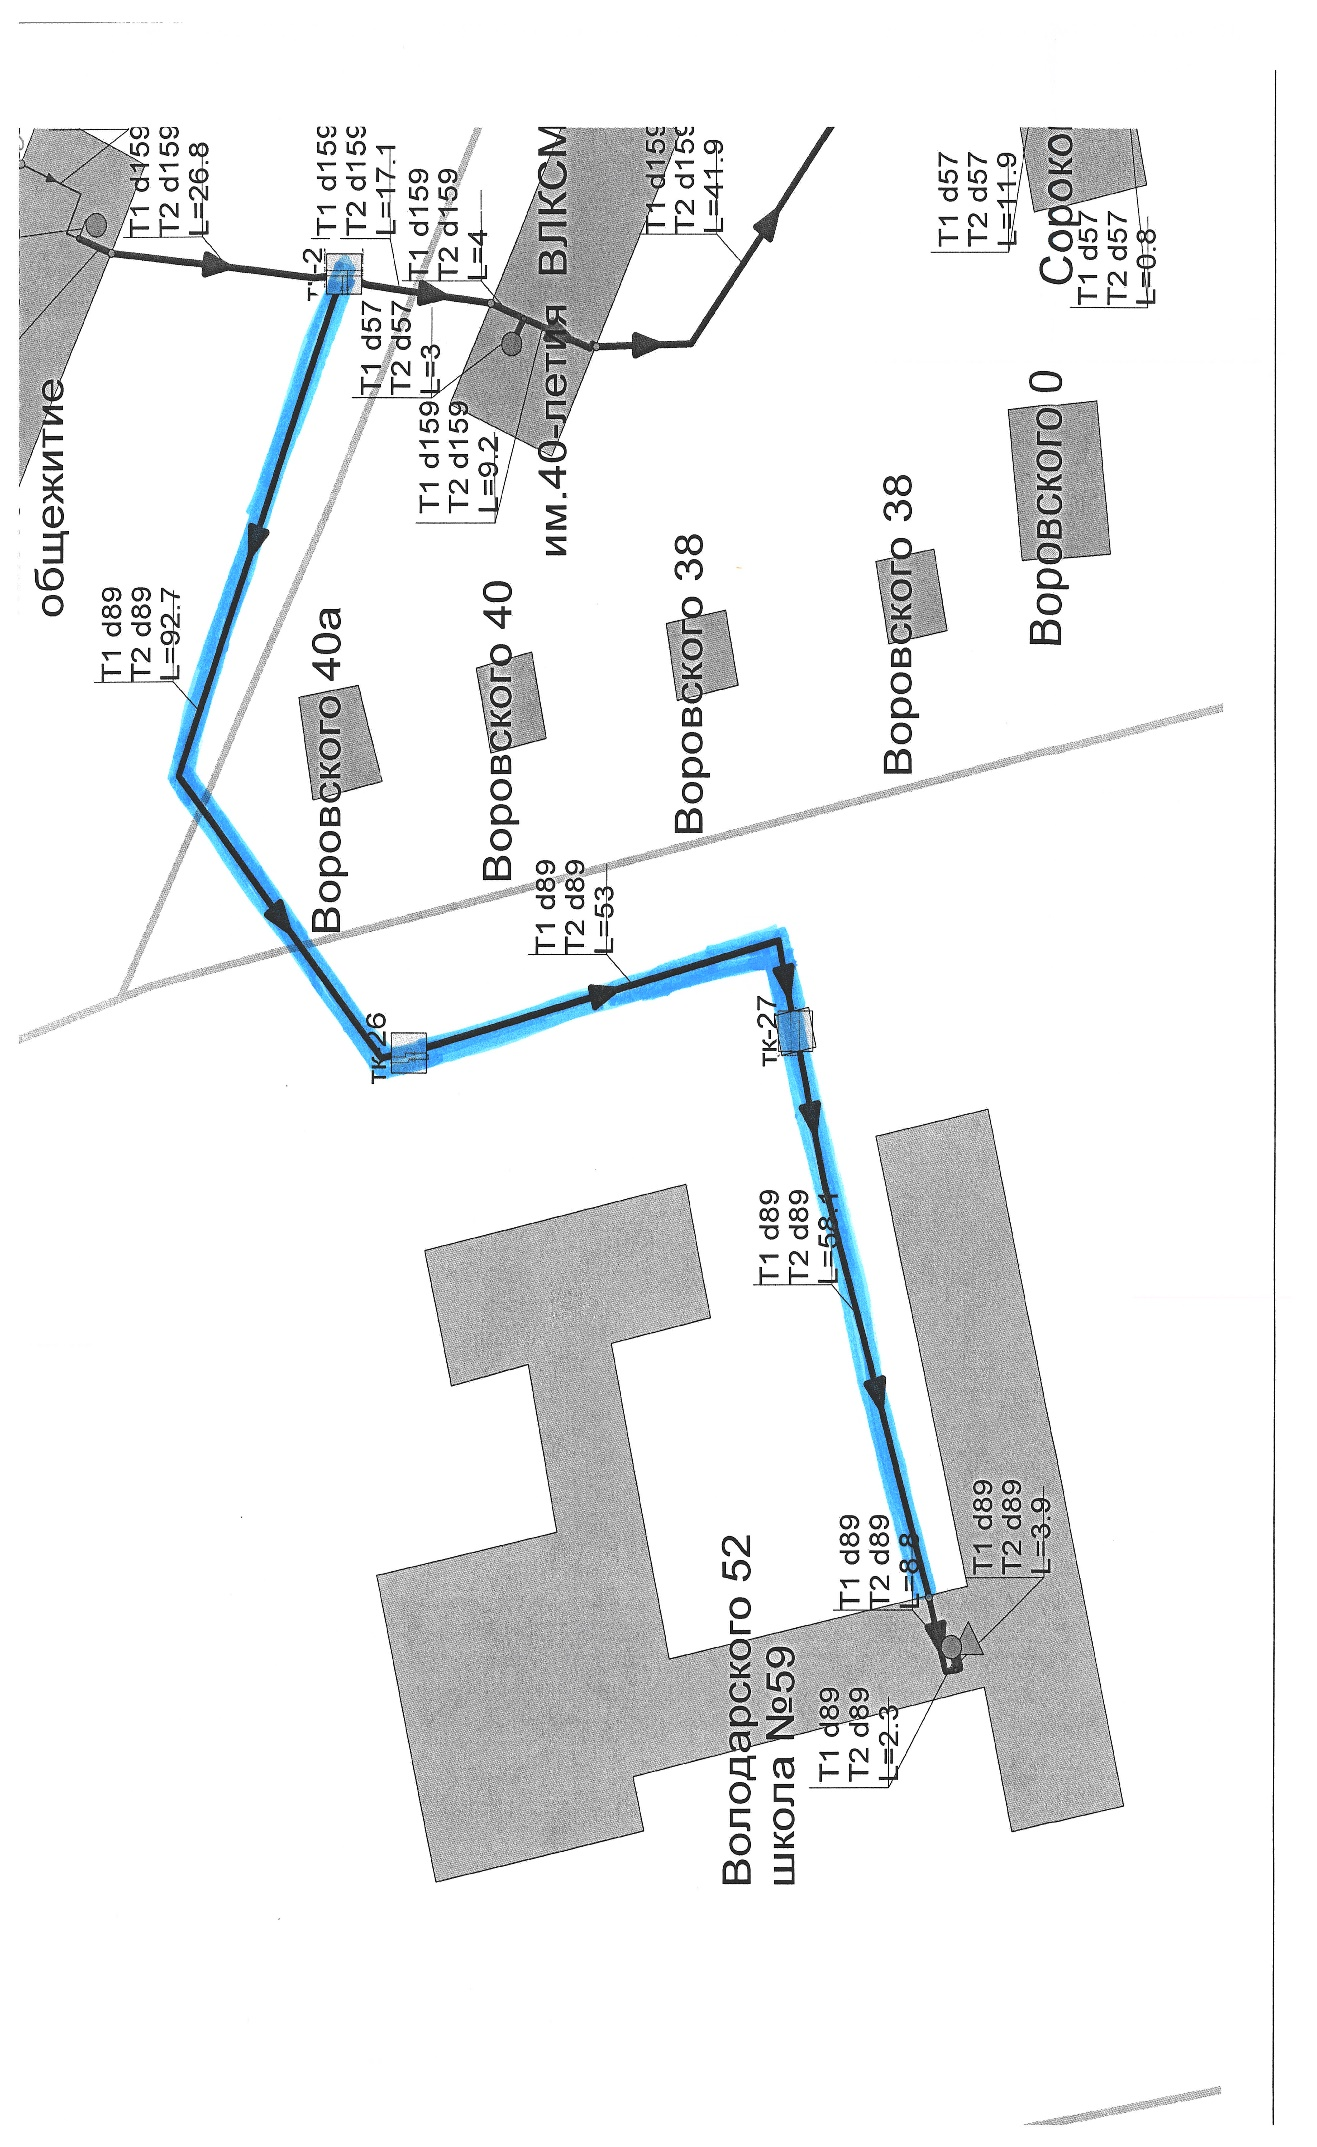 T1 d159
T2 d159
L=26.8
T1 d159
T2 d159
L=17.1
T1 d159
T2 d159
L=4
T1 d57
T2 d57
L=3
T1 d159
T2 d159
L=9.2
им.40-летия ВЛКСМ
T1 d159
T2 d159
L=41.9
T1 d57
T2 d57
L=11.9
T1 d57
T2 d57
L=0.8
общежитие
T1 d89
T2 d89
L=92.7
Воровского 40а
Воровского 40
Воровского 38
Воровского 38
Воровского 0
T1 d89
T2 d89
L=53
тк-26
тк-27
T1 d89
T2 d89
L=58.1
T1 d89
T2 d89
L=8.8
T1 d89
T2 d89
L=3.9
Володарского 52
школа №59
T1 d89
T2 d89
L=2.3